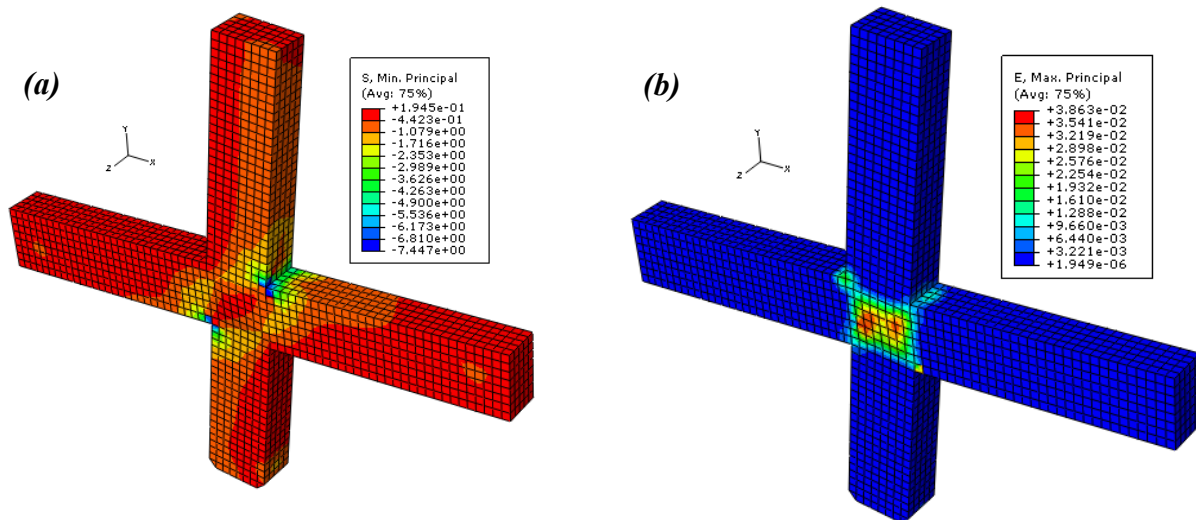 (a)
S, Min. Principal
(Avg: 75%)
+1.945e-01
-4.423e-01
-1.079e+00
-1.716e+00
-2.353e+00
-2.989e+00
-3.626e+00
-4.263e+00
-4.900e+00
-5.536e+00
-6.173e+00
-6.810e+00
-7.447e+00
Y
Z
X
(b)
E, Max. Principal
(Avg: 75%)
+3.863e-02
+3.541e-02
+3.219e-02
+2.898e-02
+2.576e-02
+2.254e-02
+1.932e-02
+1.610e-02
+1.288e-02
+9.660e-03
+6.440e-03
+3.221e-03
+1.949e-06
Y
Z
X